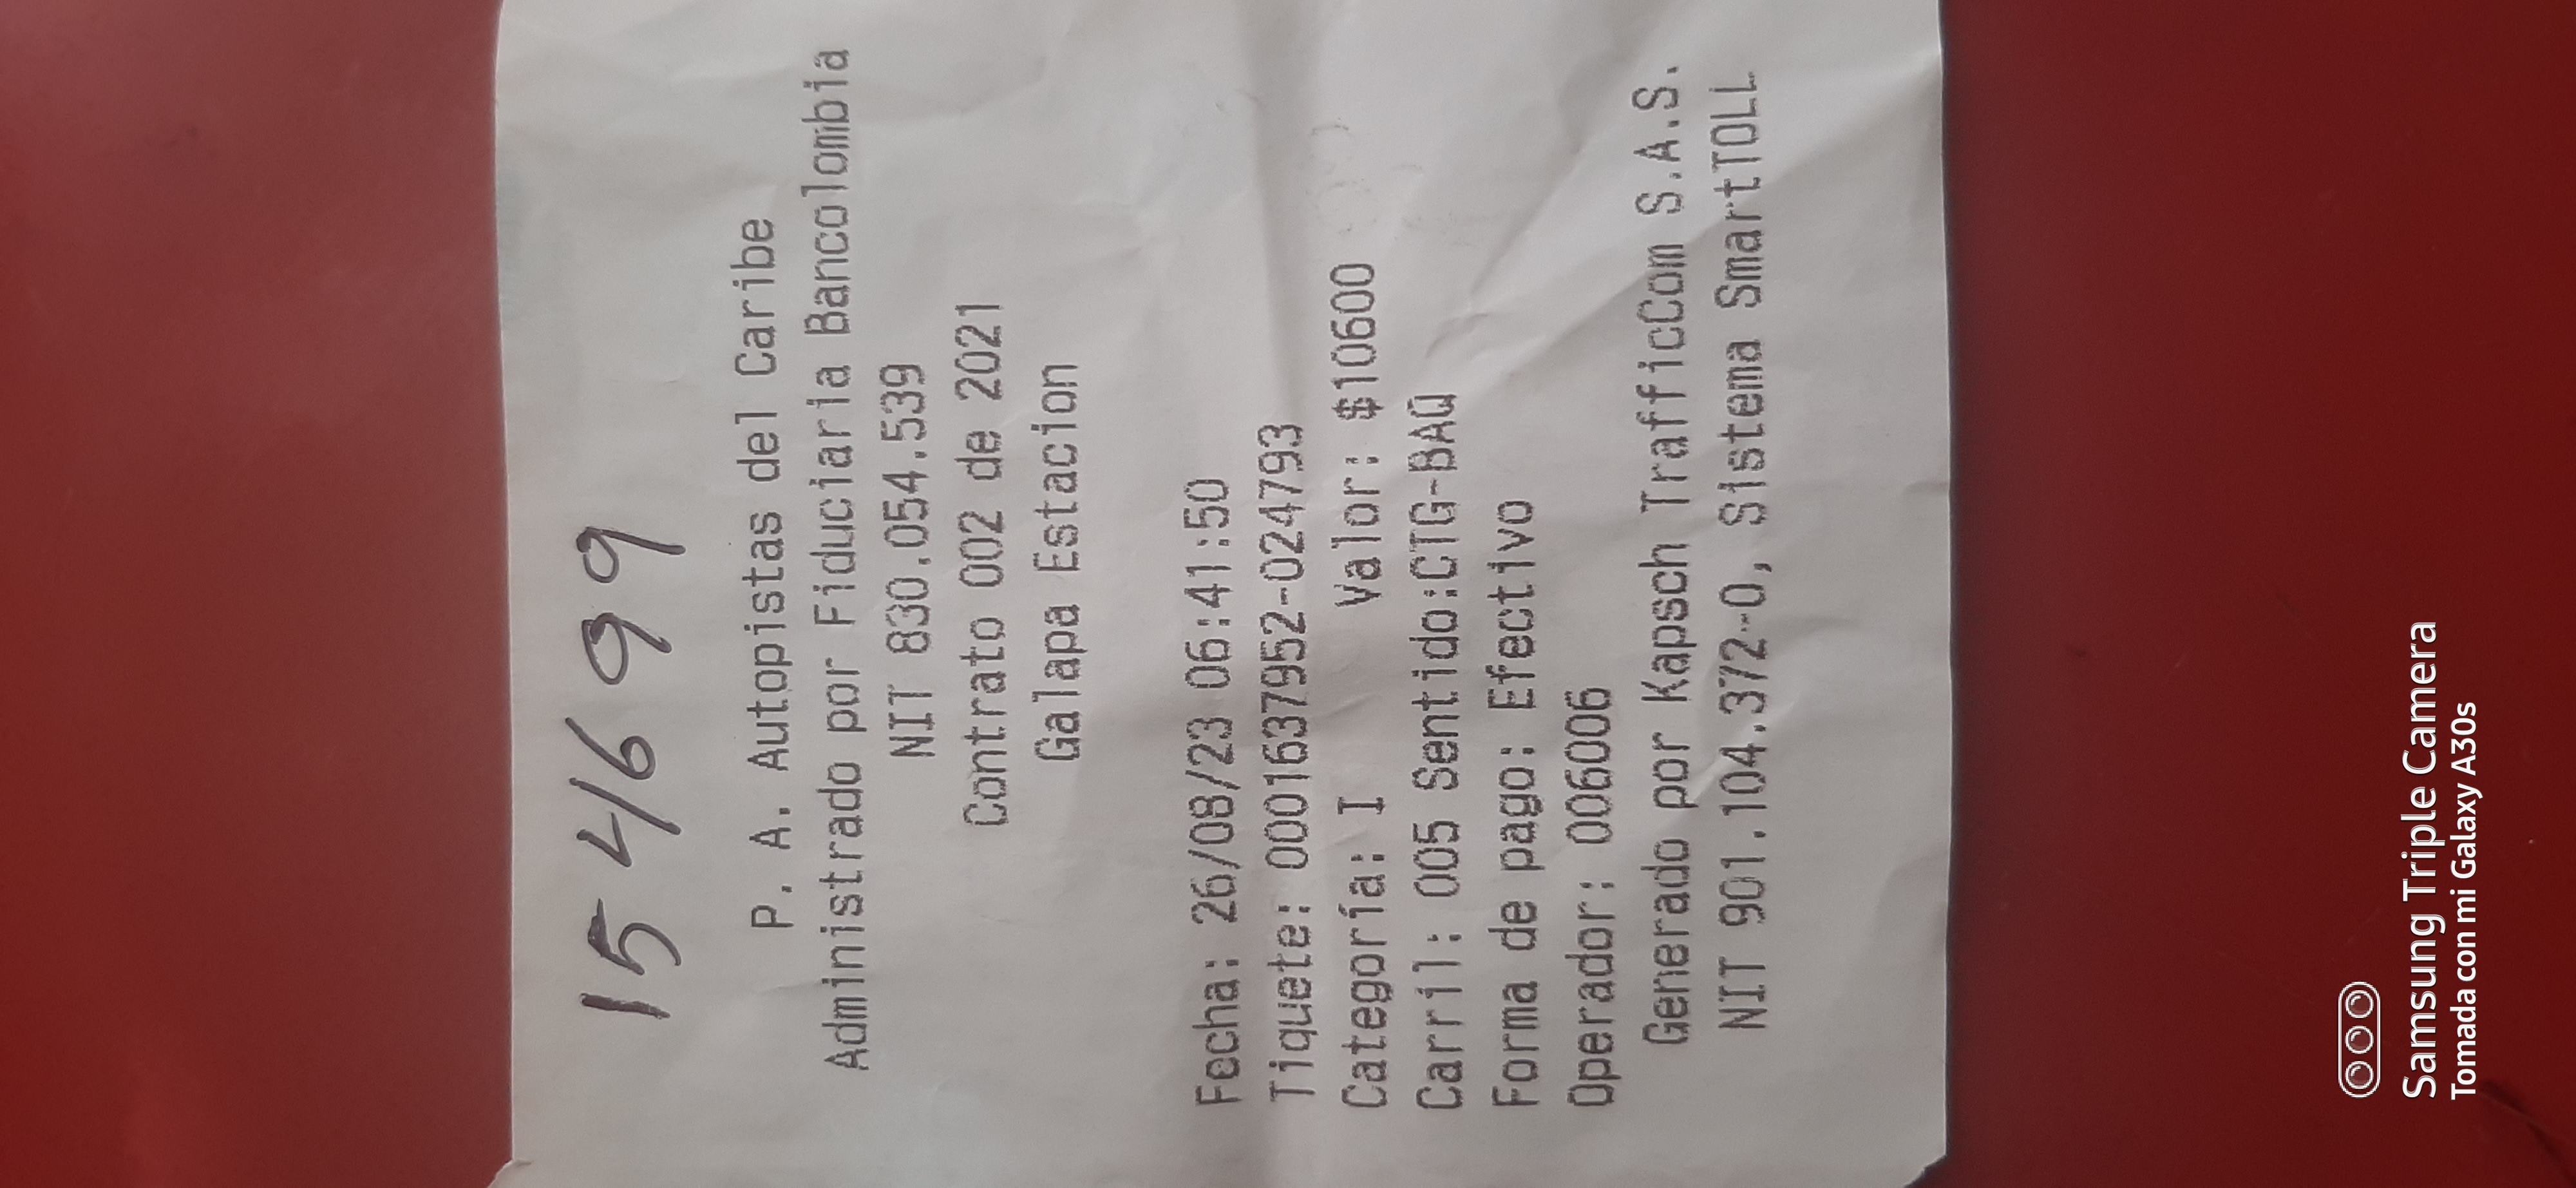 154699
P. A. Autopistas del Caribe
Administrado por Fiduciaria Bancolombia
NIT 830.054.539
Contrato 002 de 2021
Galapa Estacion
Fecha: 26/08/23 06:41:50
Tiquete: 0001637952-024793
Categoría: I Valor: $10600
Carril: 005 Sentido:CTG-BAQ
Forma de pago: Efectivo
Operador: 006006
Generado por Kapsch TrafficCom S.A.S.
NIT 901.104.372-0, Sistema SmartTOLL
Samsung Triple Camera
Tomada con mi Galaxy A30s